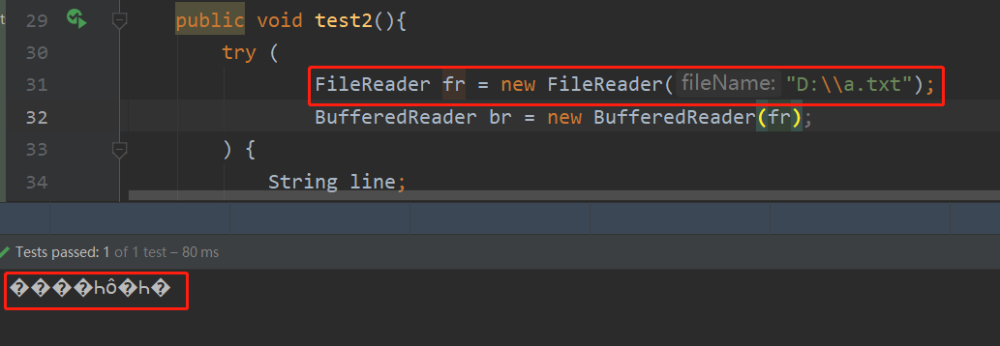 29 public void test2(){
30 try (
31 FileReader fr = new FileReader( fileName: "D:\\a.txt");
32 BufferedReader br = new BufferedReader(fr);
33 ) {
34 String line;
Tests passed: 1 of 1 test – 80 ms
����һô�һ�